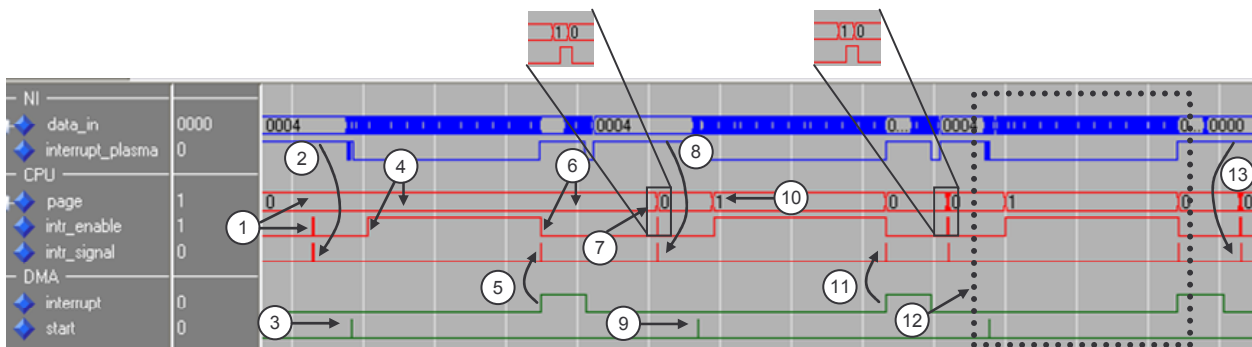 1 0
1 0
NI
data_in 0000 0004 0004 0... 0004 0... 0000
interrupt_plasma 0
2
8
CPU
4
6
13
page 1 0 0 1 0 0 1 0 0
10
1
intr_enable 1
7
intr_signal 0
DMA
5
11
interrupt 0
3
9
12
start 0